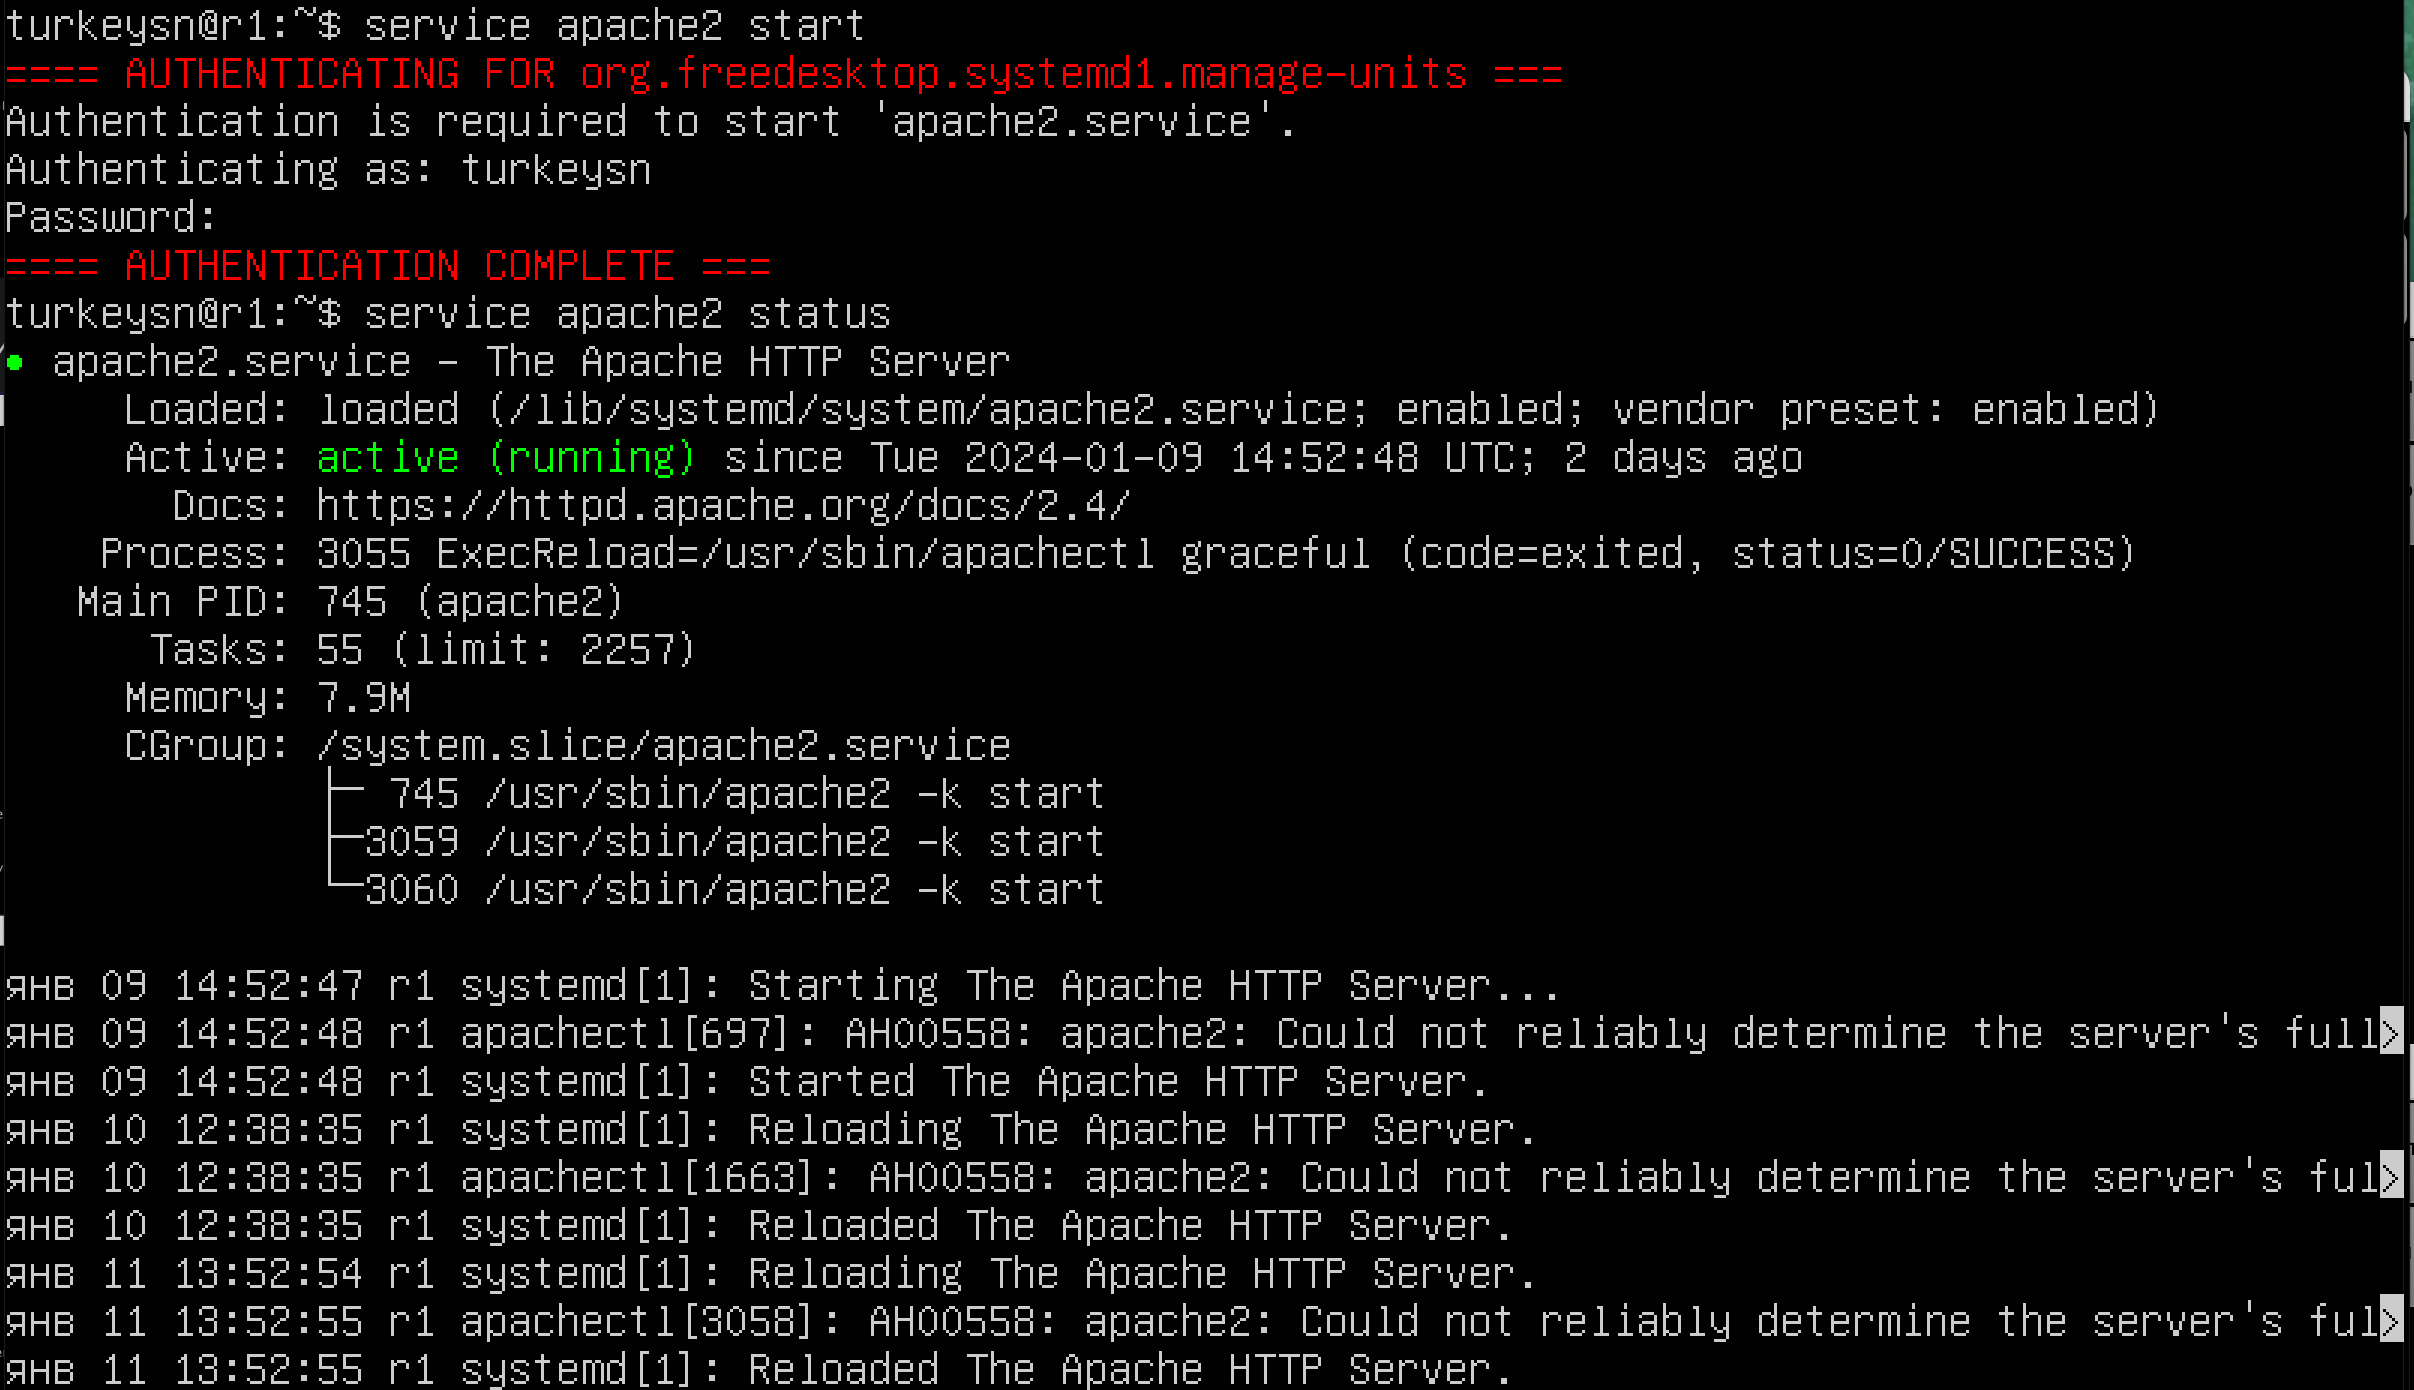 turkeysn@r1:~$ service apache2 start
==== AUTHENTICATING FOR org.freedesktop.systemd1.manage-units ===
Authentication is required to start 'apache2.service'.
Authenticating as: turkeysn
Password:
==== AUTHENTICATION COMPLETE ===
turkeysn@r1:~$ service apache2 status
● apache2.service - The Apache HTTP Server
     Loaded: loaded (/lib/systemd/system/apache2.service; enabled; vendor preset: enabled)
     Active: active (running) since Tue 2024-01-09 14:52:48 UTC; 2 days ago
       Docs: https://httpd.apache.org/docs/2.4/
    Process: 3055 ExecReload=/usr/sbin/apachectl graceful (code=exited, status=0/SUCCESS)
   Main PID: 745 (apache2)
      Tasks: 55 (limit: 2257)
     Memory: 7.9M
     CGroup: /system.slice/apache2.service
             ├─ 745 /usr/sbin/apache2 -k start
             ├─3059 /usr/sbin/apache2 -k start
             └─3060 /usr/sbin/apache2 -k start
янв 09 14:52:47 r1 systemd[1]: Starting The Apache HTTP Server...
янв 09 14:52:48 r1 apachectl[697]: AH00558: apache2: Could not reliably determine the server's full>
янв 09 14:52:48 r1 systemd[1]: Started The Apache HTTP Server.
янв 10 12:38:35 r1 systemd[1]: Reloading The Apache HTTP Server.
янв 10 12:38:35 r1 apachectl[1663]: AH00558: apache2: Could not reliably determine the server's ful>
янв 10 12:38:35 r1 systemd[1]: Reloaded The Apache HTTP Server.
янв 11 13:52:54 r1 systemd[1]: Reloading The Apache HTTP Server.
янв 11 13:52:55 r1 apachectl[3058]: AH00558: apache2: Could not reliably determine the server's ful>
янв 11 13:52:55 r1 systemd[1]: Reloaded The Apache HTTP Server.